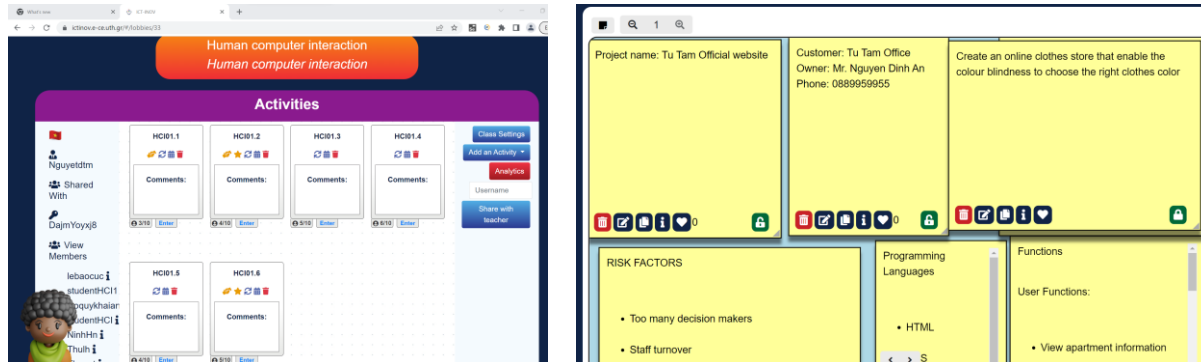 What's new
ICT-INOV
ictinov.e-ce.uth.gr/#/lobbies/33
Human computer interaction
Human computer interaction
Activities
Nguyetdtm
Shared With
DajmYoyxj8
View Members
lebaocuc
studentHCI1
udentHCI
NinhHn
Thulh
HCI01.1
Comments:
3/10 Enter
HCI01.2
Comments:
4/10 Enter
HCI01.3
Comments:
5/10 Enter
HCI01.4
Comments:
6/10 Enter
HCI01.5
Comments:
4/10 Enter
HCI01.6
Comments:
5/10 Enter
Class Settings
Add an Activity
Analytics
Username
Share with
teacher
1
Project name: Tu Tam Official website
0
Customer: Tu Tam Office
Owner: Mr. Nguyen Dinh An
Phone: 0889959955
0
Create an online clothes store that enable the
colour blindness to choose the right clothes color
RISK FACTORS
• Too many decision makers
• Staff turnover
Programming
Languages
• HTML
S
Functions
User Functions:
• View apartment information